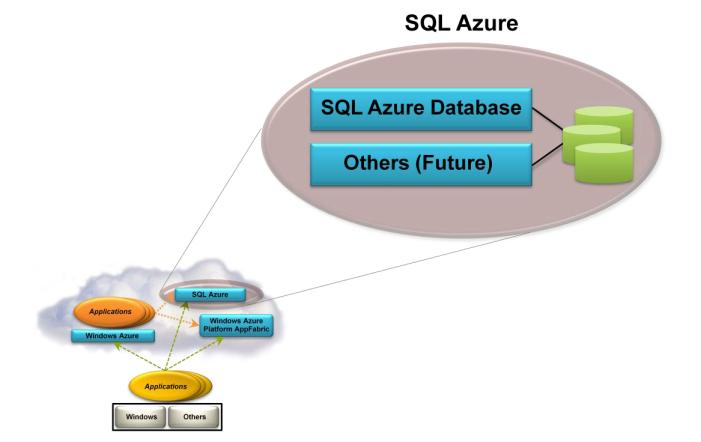 SQL Azure
SQL Azure Database
Others (Future)
SQL Azure
Applications
Windows Azure
Platform AppFabric
Windows Azure
Applications
Windows
Others